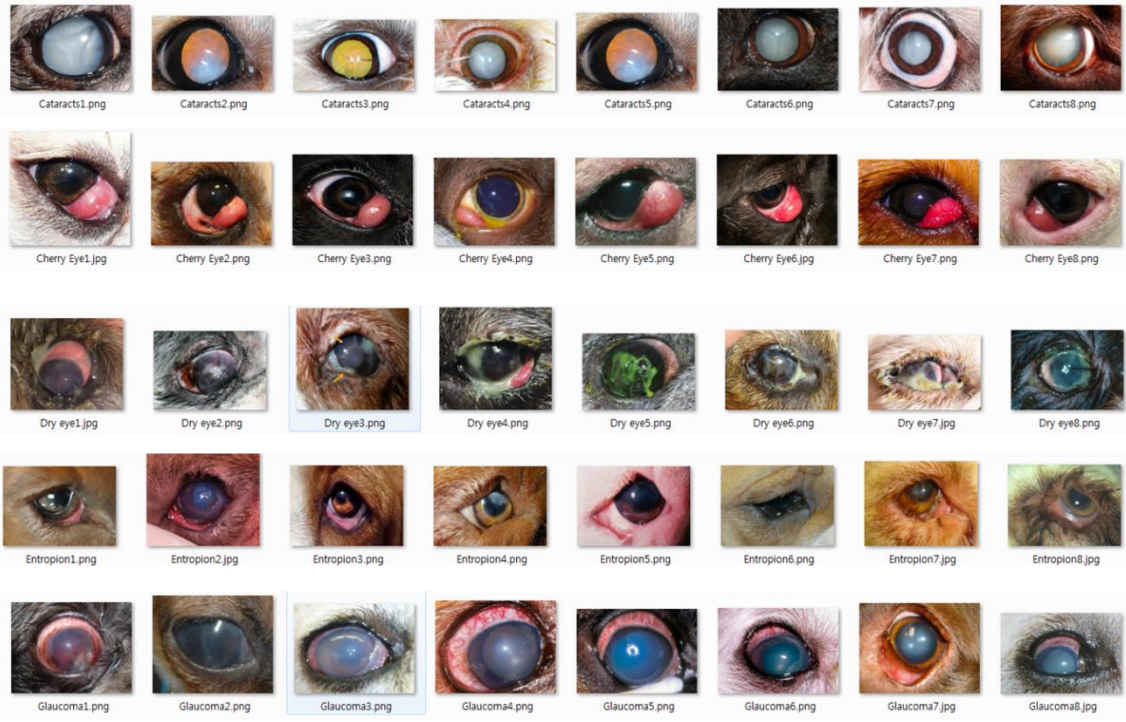 Cataracts1.png Cataracts2.png Cataracts3.png Cataracts4.png Cataracts5.png Cataracts6.png Cataracts7.png Cataracts8.png
Cherry Eye1.jpg Cherry Eye2.png Cherry Eye3.png Cherry Eye4.png Cherry Eye5.png Cherry Eye6.jpg Cherry Eye7.png Cherry Eye8.png
Dry eye1.jpg Dry eye2.png Dry eye3.png Dry eye4.png Dry eye5.png Dry eye6.png Dry eye7.jpg Dry eye8.png
Entropion1.png Entropion2.jpg Entropion3.png Entropion4.png Entropion5.png Entropion6.png Entropion7.jpg Entropion8.jpg
Glaucoma1.png Glaucoma2.png Glaucoma3.png Glaucoma4.png Glaucoma5.png Glaucoma6.png Glaucoma7.jpg Glaucoma8.jpg